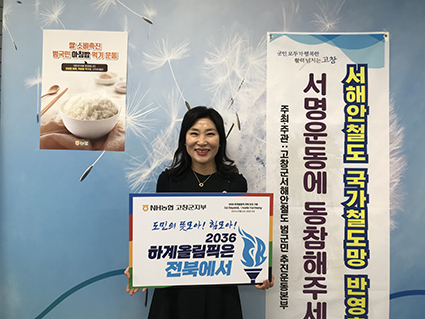 쌀 소비촉진
범국민 아침밥 먹기 운동
군민 모두가 행복한
활력 넘치는 고창
서해안철도 국가철도망 반영
서명운동에 동참해주세
주최·주관 : 고창군서해안철도 범군민 추진운동본부
NH농협 고창군지부
도민의 뜻모아! 힘모아!
2036
하계올림픽은
전북에서